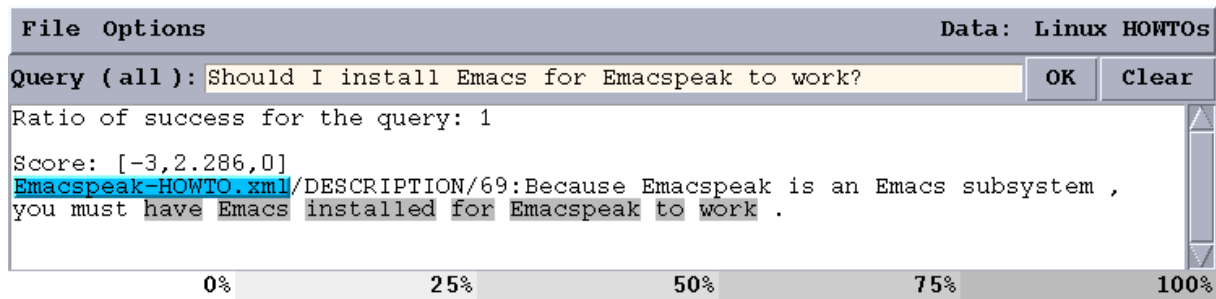 File Options Data: Linux HOWTOs
Query (all): Should I install Emacs for Emacspeak to work? OK Clear
Ratio of success for the query: 1
Score: [-3,2.286,0]
Emacspeak-HOWTO.xml/DESCRIPTION/69:Because Emacspeak is an Emacs subsystem ,
you must have Emacs installed for Emacspeak to work .
0% 25% 50% 75% 100%